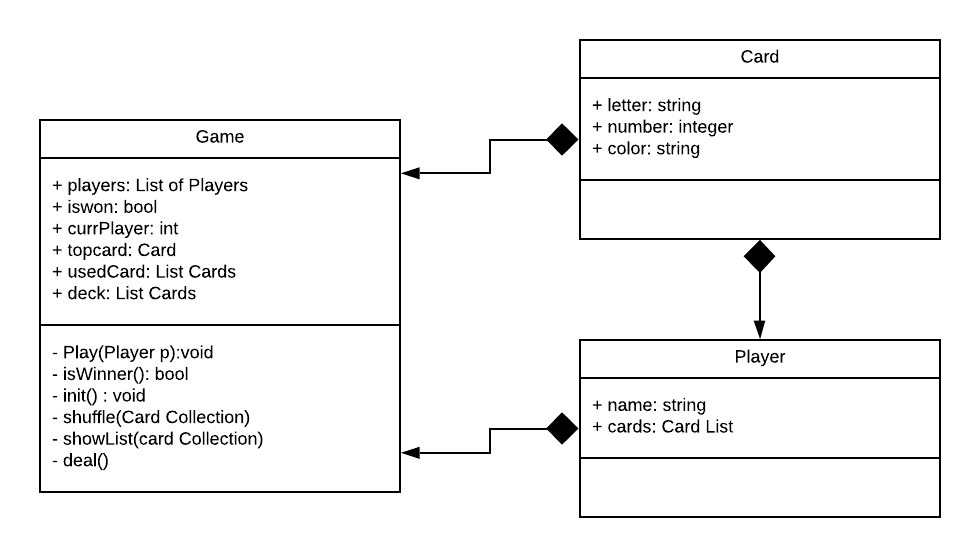 Card
+ letter: string
+ number: integer
+ color: string
Game
+ players: List of Players
+ iswon: bool
+ currPlayer: int
+ topcard: Card
+ usedCard: List Cards
+ deck: List Cards
- Play(Player p):void
- isWinner(): bool
- init() : void
- shuffle(Card Collection)
- showList(card Collection)
- deal()
Player
+ name: string
+ cards: Card List